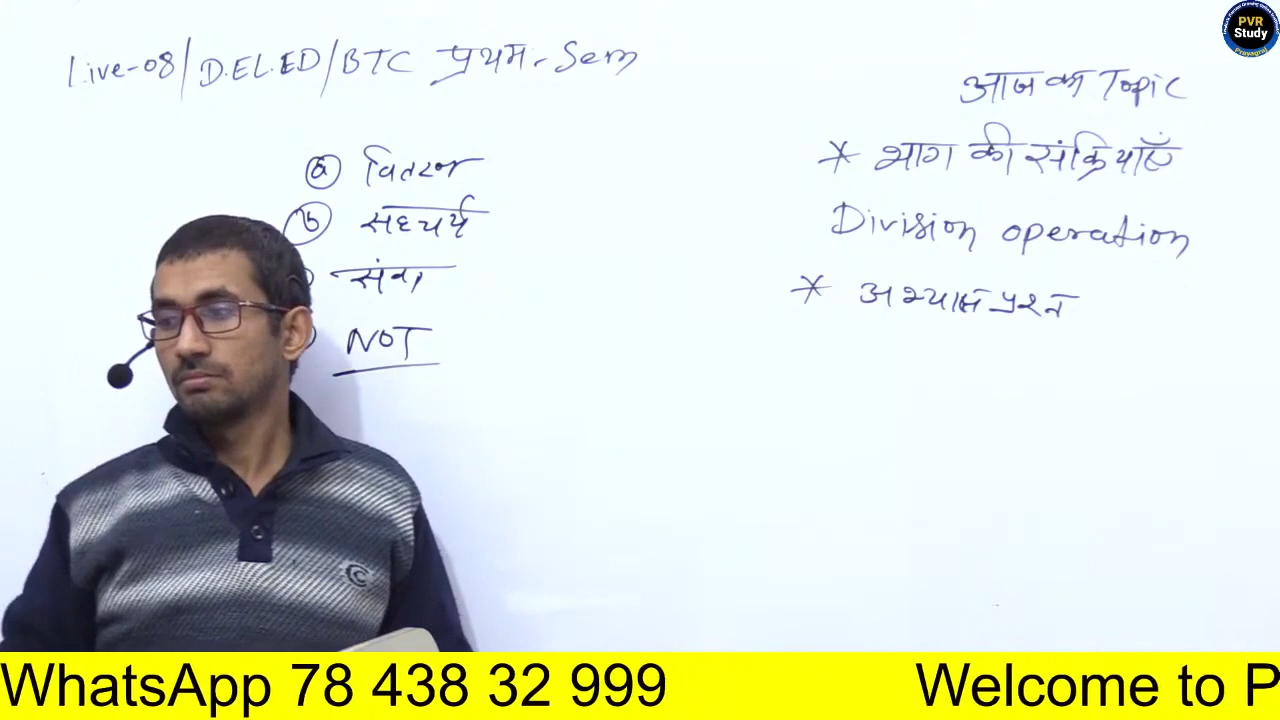 Live-08/D.EL.ED/BTC प्रथम - Sem
आज का Topic
* भाग की संक्रियाएँ
Division operation
* अभ्यास प्रश्न
(a) वितरण
(b)
NOT
PVR
Study
Prayagraj
WhatsApp 78 438 32 999
Welcome to P